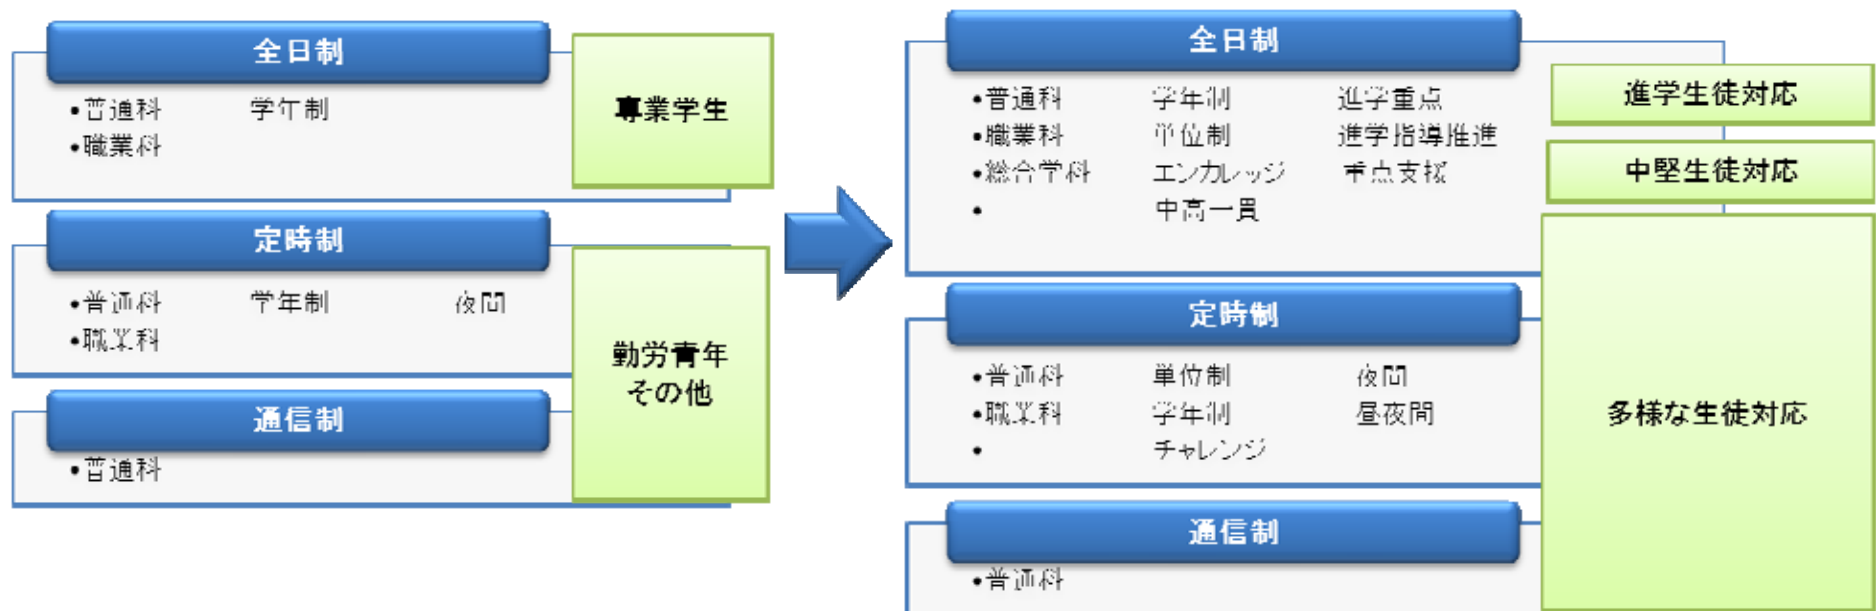 全日制
•普通科 学年制
•職業科
専業学生
定時制
•普通科 学年制 夜間
•職業科
通信制
•普通科
勤労青年
その他
全日制
•普通科 学年制 進学重点
•職業科 単位制 進学指導推進
•総合学科 エンカレッジ 重点支援
• 中高一貫
進学生徒対応
中堅生徒対応
定時制
•普通科 単位制 夜間
•職業科 学年制 昼夜間
• チャレンジ
通信制
•普通科
多様な生徒対応